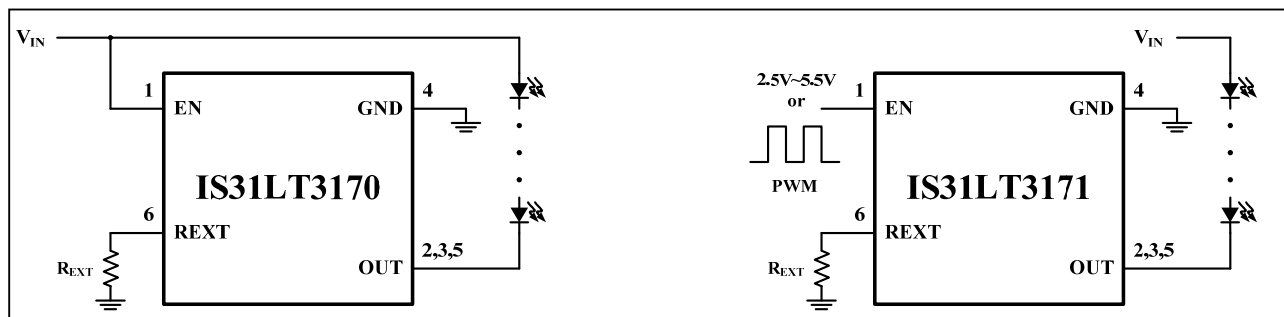 VIN
1
EN
4
GND
IS31LT3170
6
REXT
REXT
2,3,5
OUT
VIN
2.5V~5.5V
or
PWM
1
EN
4
GND
IS31LT3171
6
REXT
REXT
2,3,5
OUT